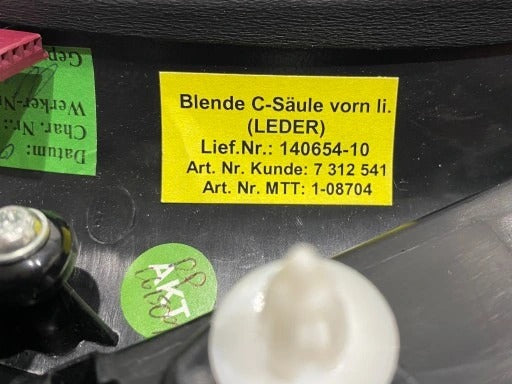 Blende C-Säule vorn li.
(LEDER)
Lief.Nr.: 140654-10
Art. Nr. Kunde: 7 312 541
Art. Nr. MTT: 1-08704
Datum:
Char. Nr.:
Werker-Nr
Gep
AKT